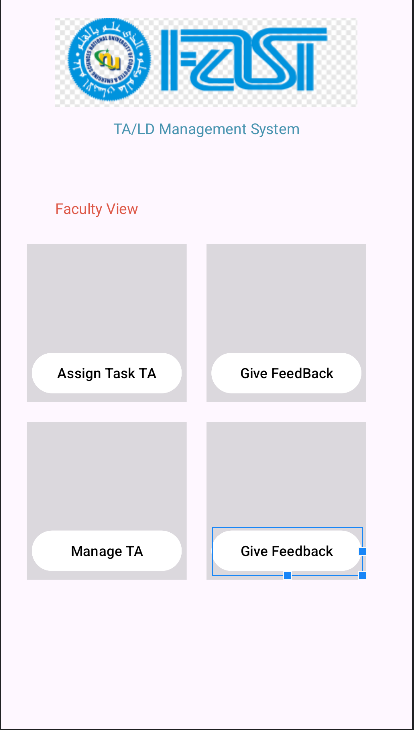 FAST
TA/LD Management System
Faculty View
Assign Task TA
Give FeedBack
Manage TA
Give Feedback